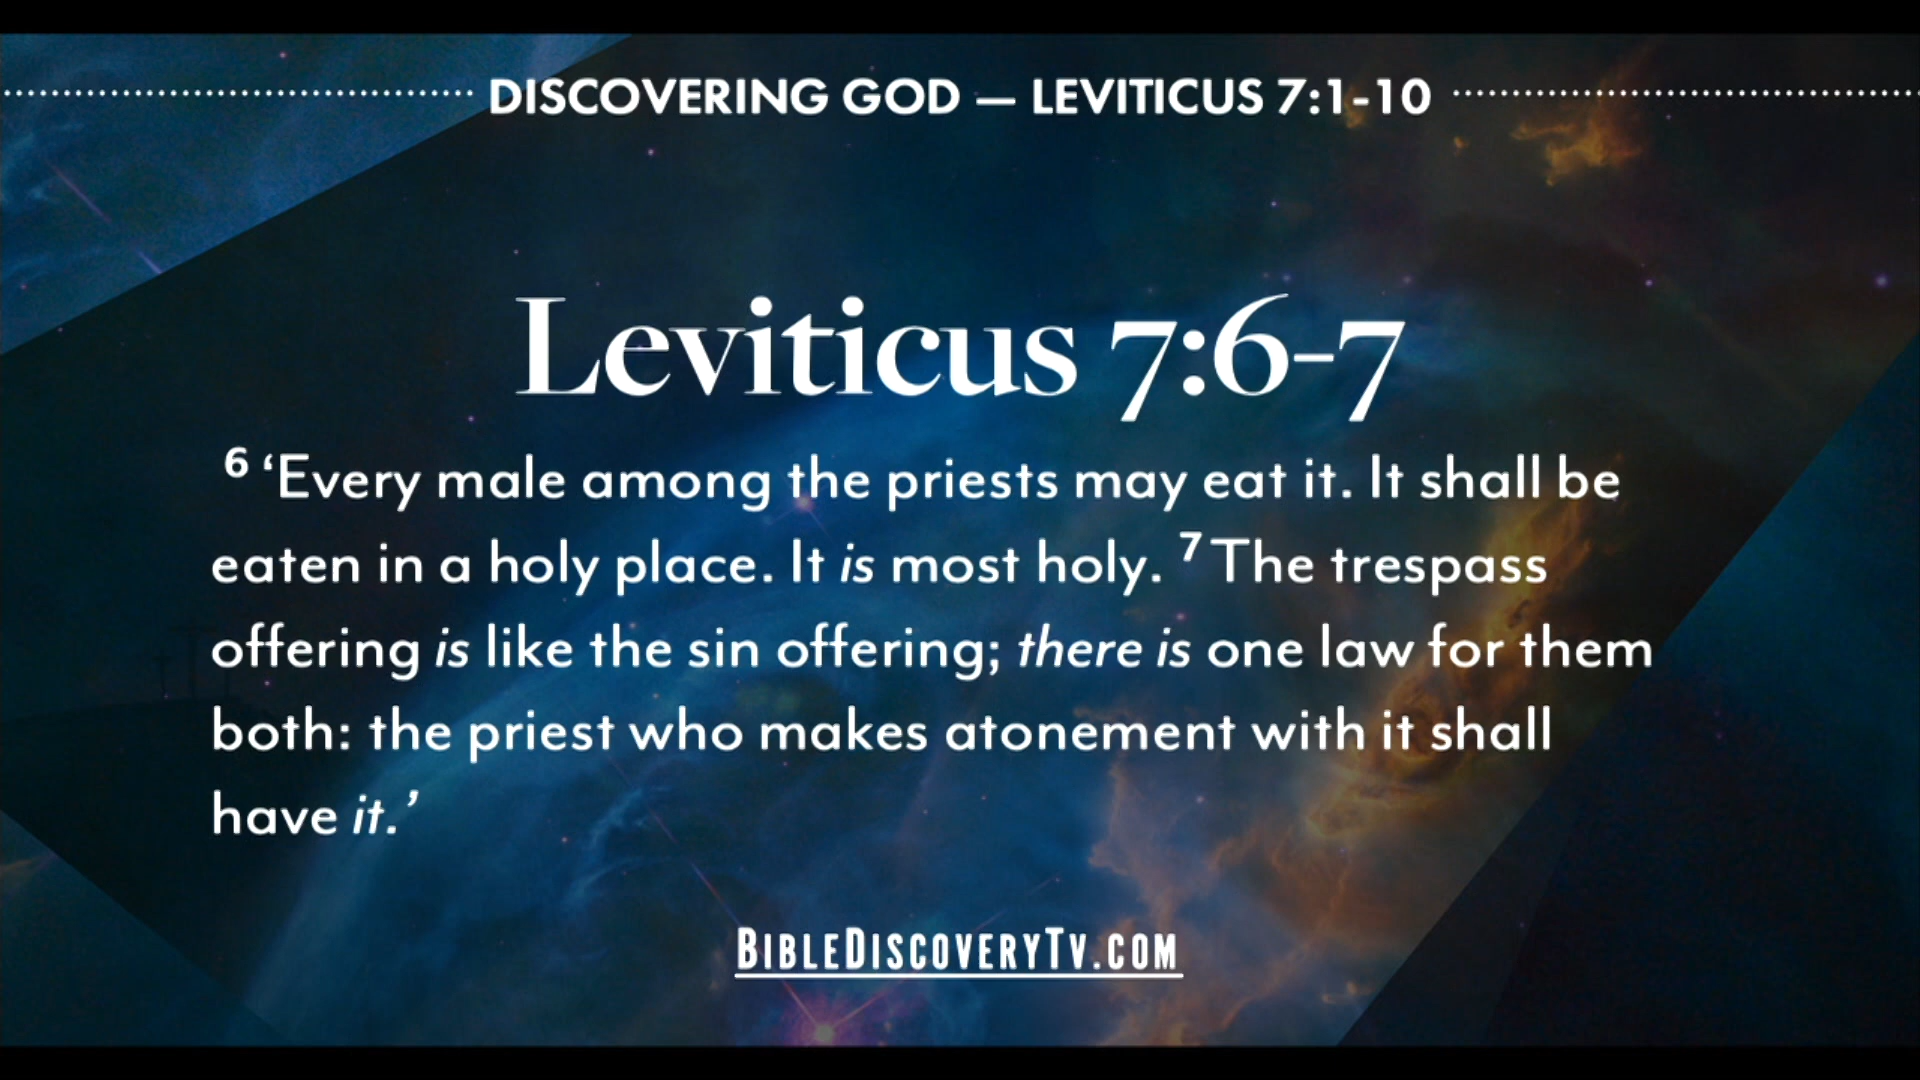 DISCOVERING GOD — LEVITICUS 7:1-10
Leviticus 7:6-7
6 ‘Every male among the priests may eat it. It shall be
eaten in a holy place. It is most holy. 7 The trespass
offering is like the sin offering; there is one law for them
both: the priest who makes atonement with it shall
have it.’
BIBLEDISCOVERYTV.COM